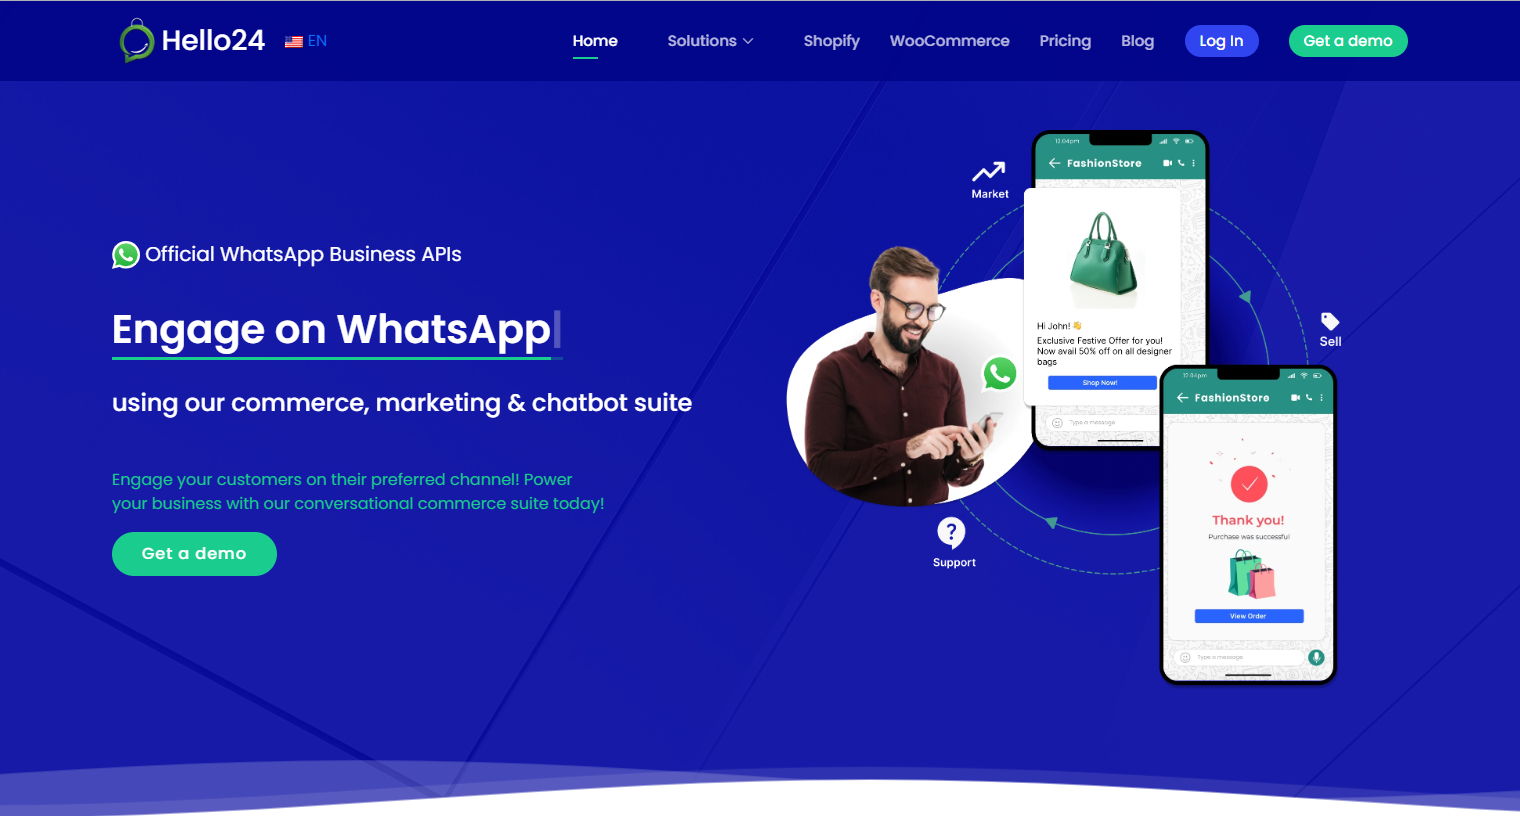 Hello24
EN
Home
Solutions
Shopify
WooCommerce
Pricing
Blog
Log In
Get a demo
Official WhatsApp Business APIs
Engage on WhatsApp
using our commerce, marketing & chatbot suite
Engage your customers on their preferred channel! Power
your business with our conversational commerce suite today!
Get a demo
Market
12.04pm
FashionStore
Hi John! 👋
Exclusive Festive Offer for you!
Now avail 50% off on all designer
bags
Shop Now!
Type a message
Sell
?
Support
12.04pm
FashionStore
Thank you!
Purchase was successful
View Order
Type a message